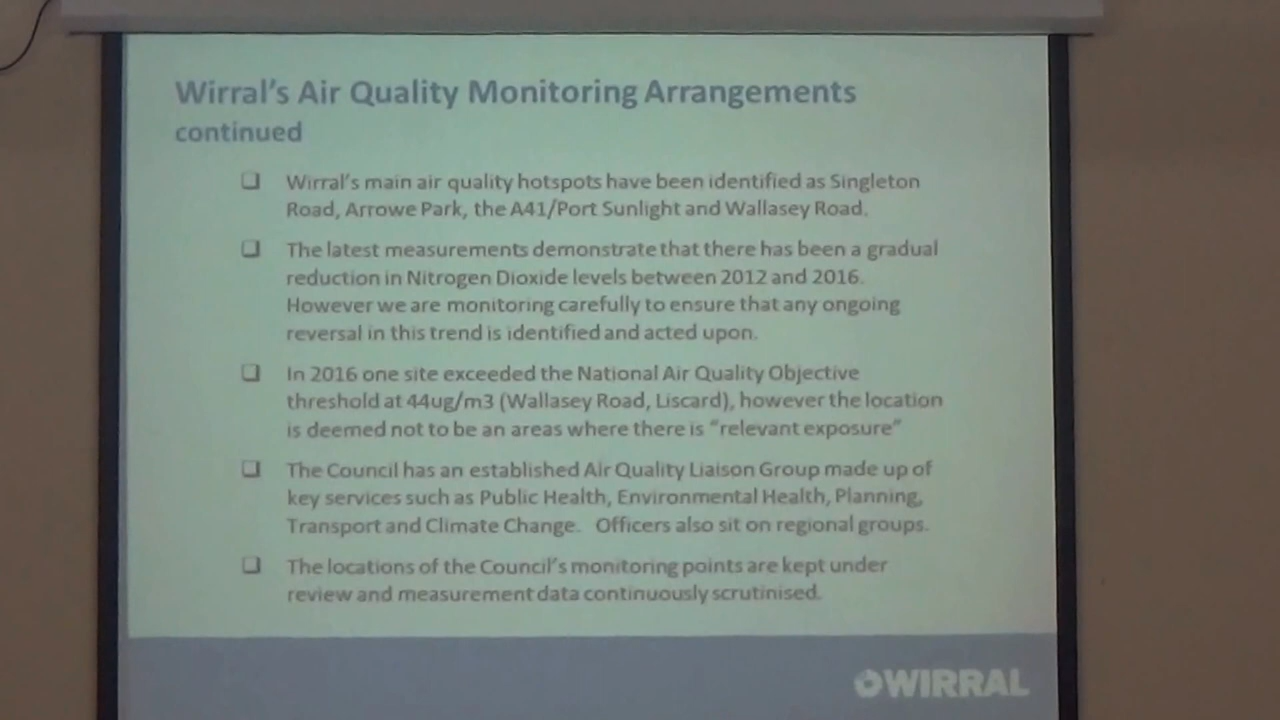 Wirral's Air Quality Monitoring Arrangements
continued
❑ Wirral's main air quality hotspots have been identified as Singleton
Road, Arrowe Park, the A41/Port Sunlight and Wallasey Road.
❑ The latest measurements demonstrate that there has been a gradual
reduction in Nitrogen Dioxide levels between 2012 and 2016.
However we are monitoring carefully to ensure that any ongoing
reversal in this trend is identified and acted upon.
❑ In 2016 one site exceeded the National Air Quality Objective
threshold at 44ug/m3 (Wallasey Road, Liscard), however the location
is deemed not to be an areas where there is "relevant exposure"
❑ The Council has an established Air Quality Liaison Group made up of
key services such as Public Health, Environmental Health, Planning,
Transport and Climate Change. Officers also sit on regional groups.
❑ The locations of the Council's monitoring points are kept under
review and measurement data continuously scrutinised.
WIRRAL